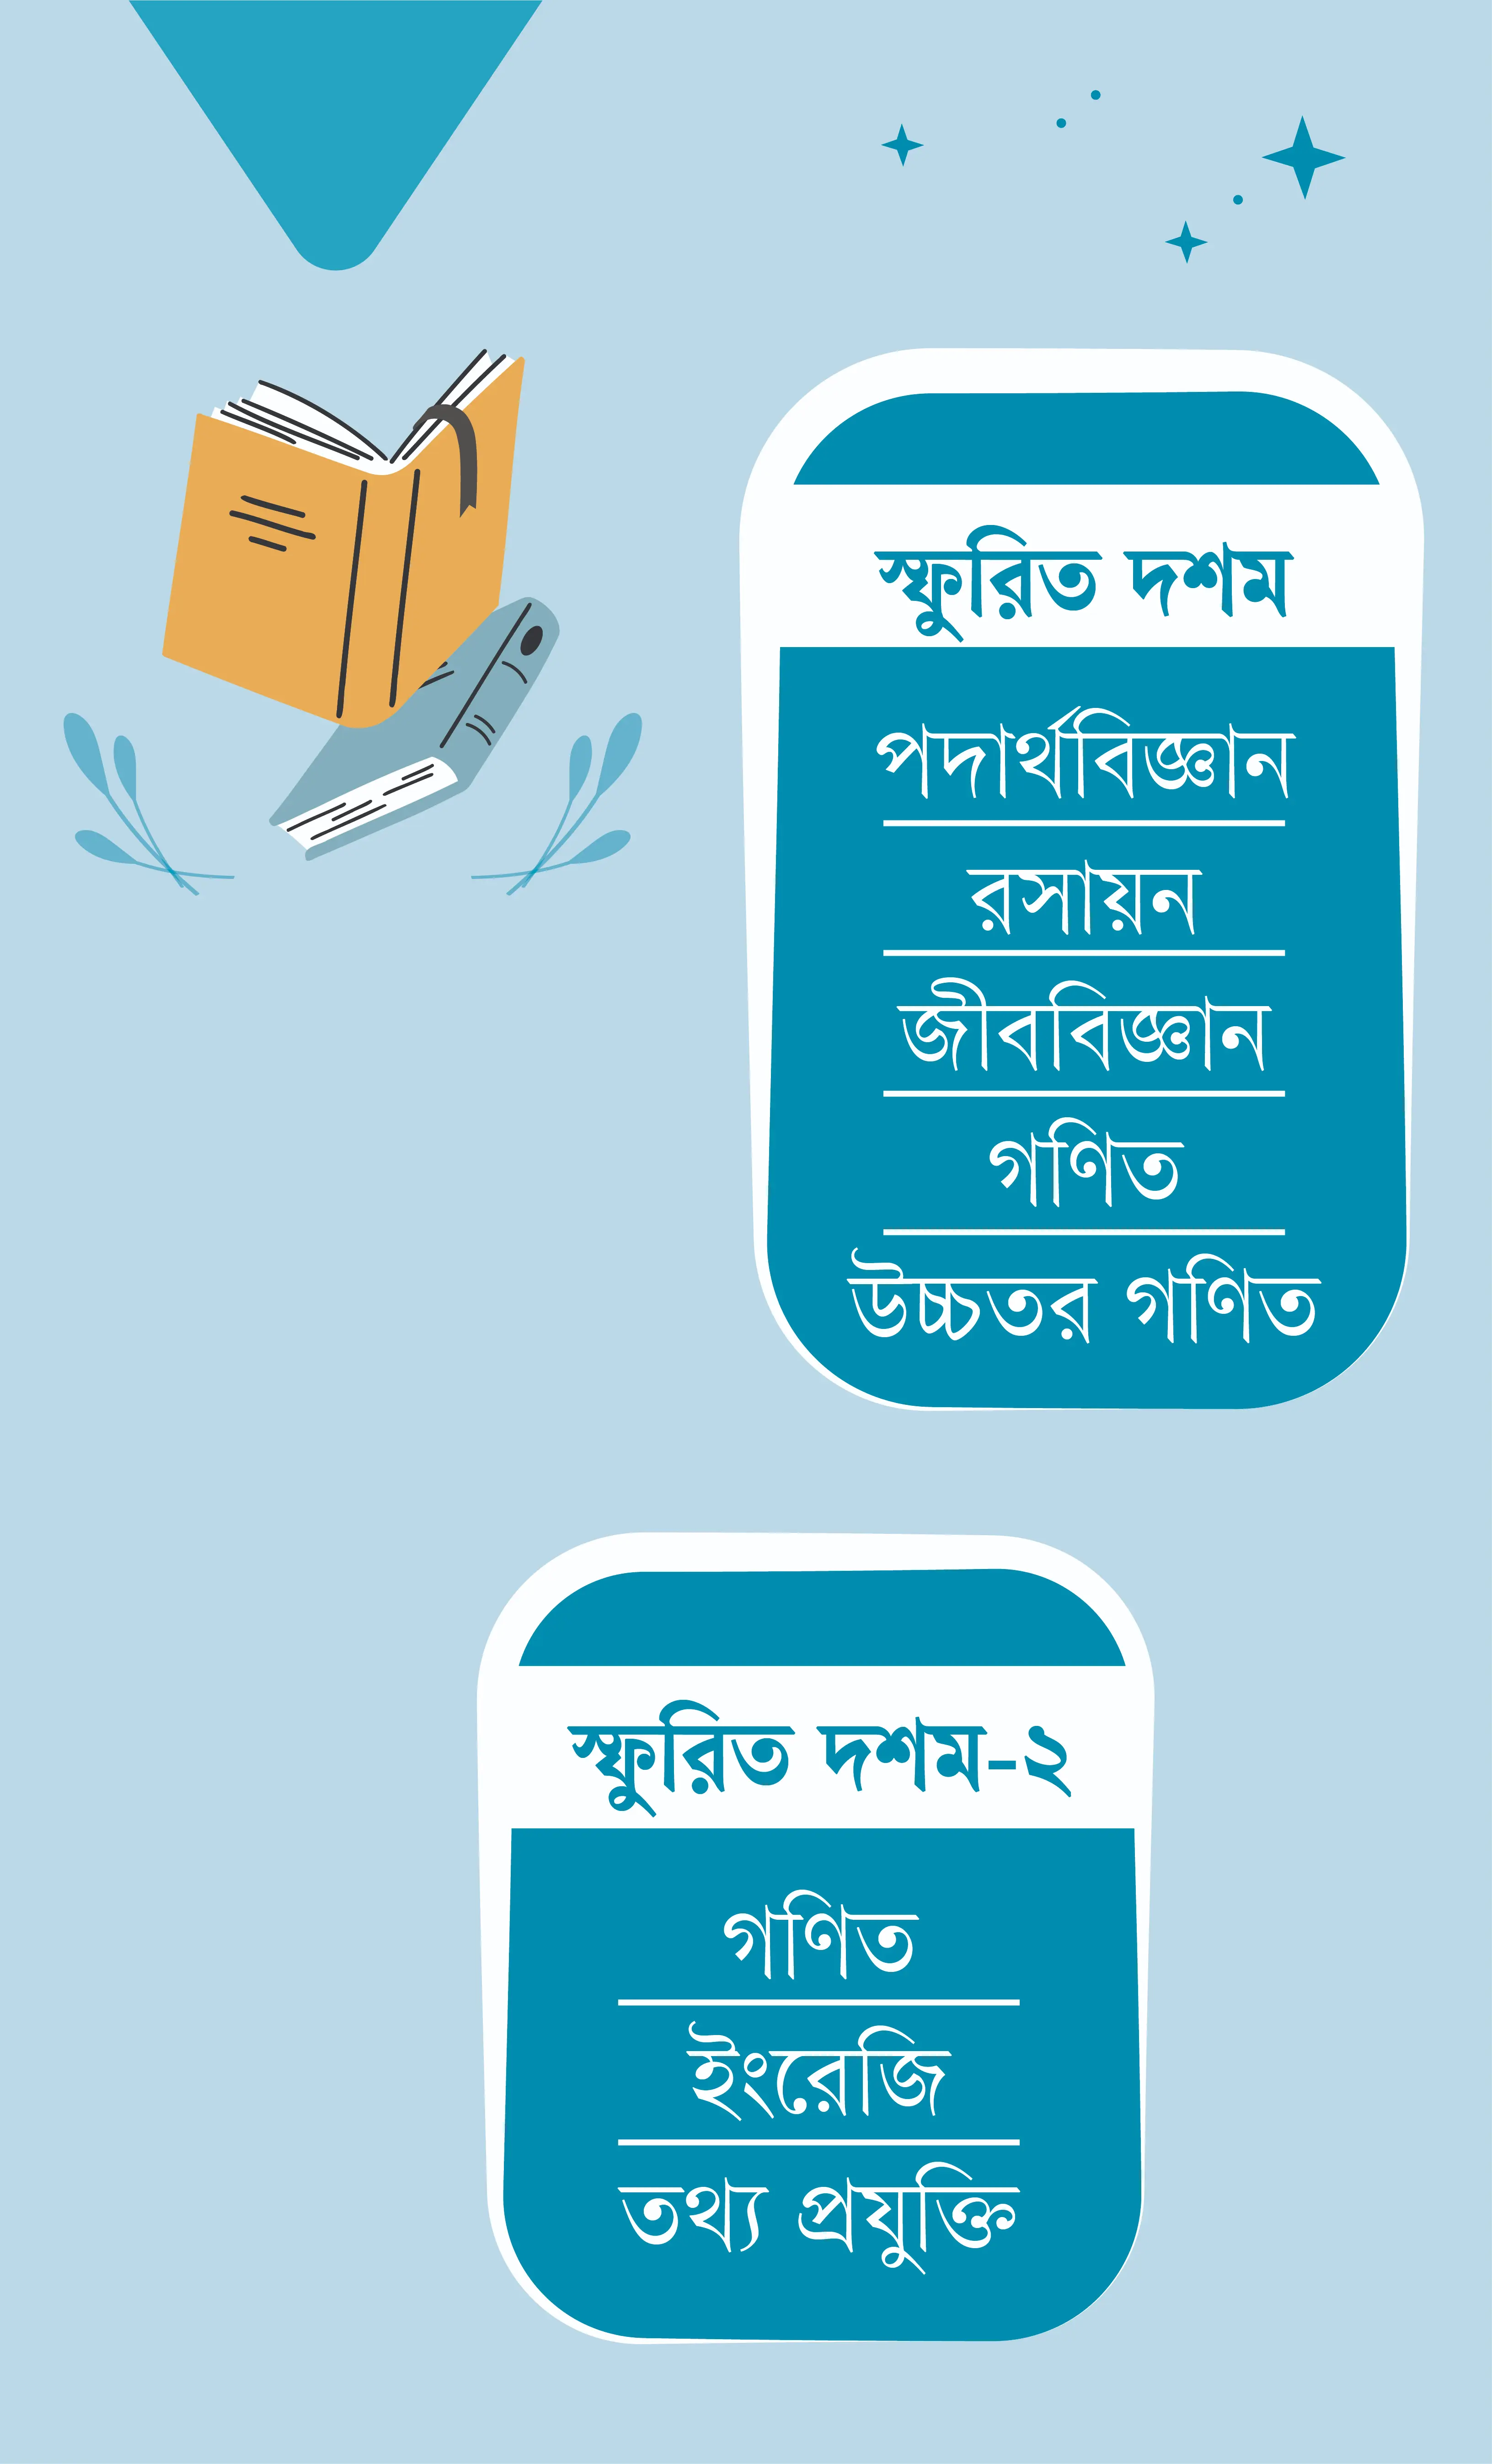 স্ফুরিত দশম
পদার্থবিজ্ঞান
রসায়ন
জীববিজ্ঞান
গণিত
উচ্চতর গণিত
স্ফুরিত দশম-২
গণিত
ইংরেজি
তথ্য প্রযুক্তি